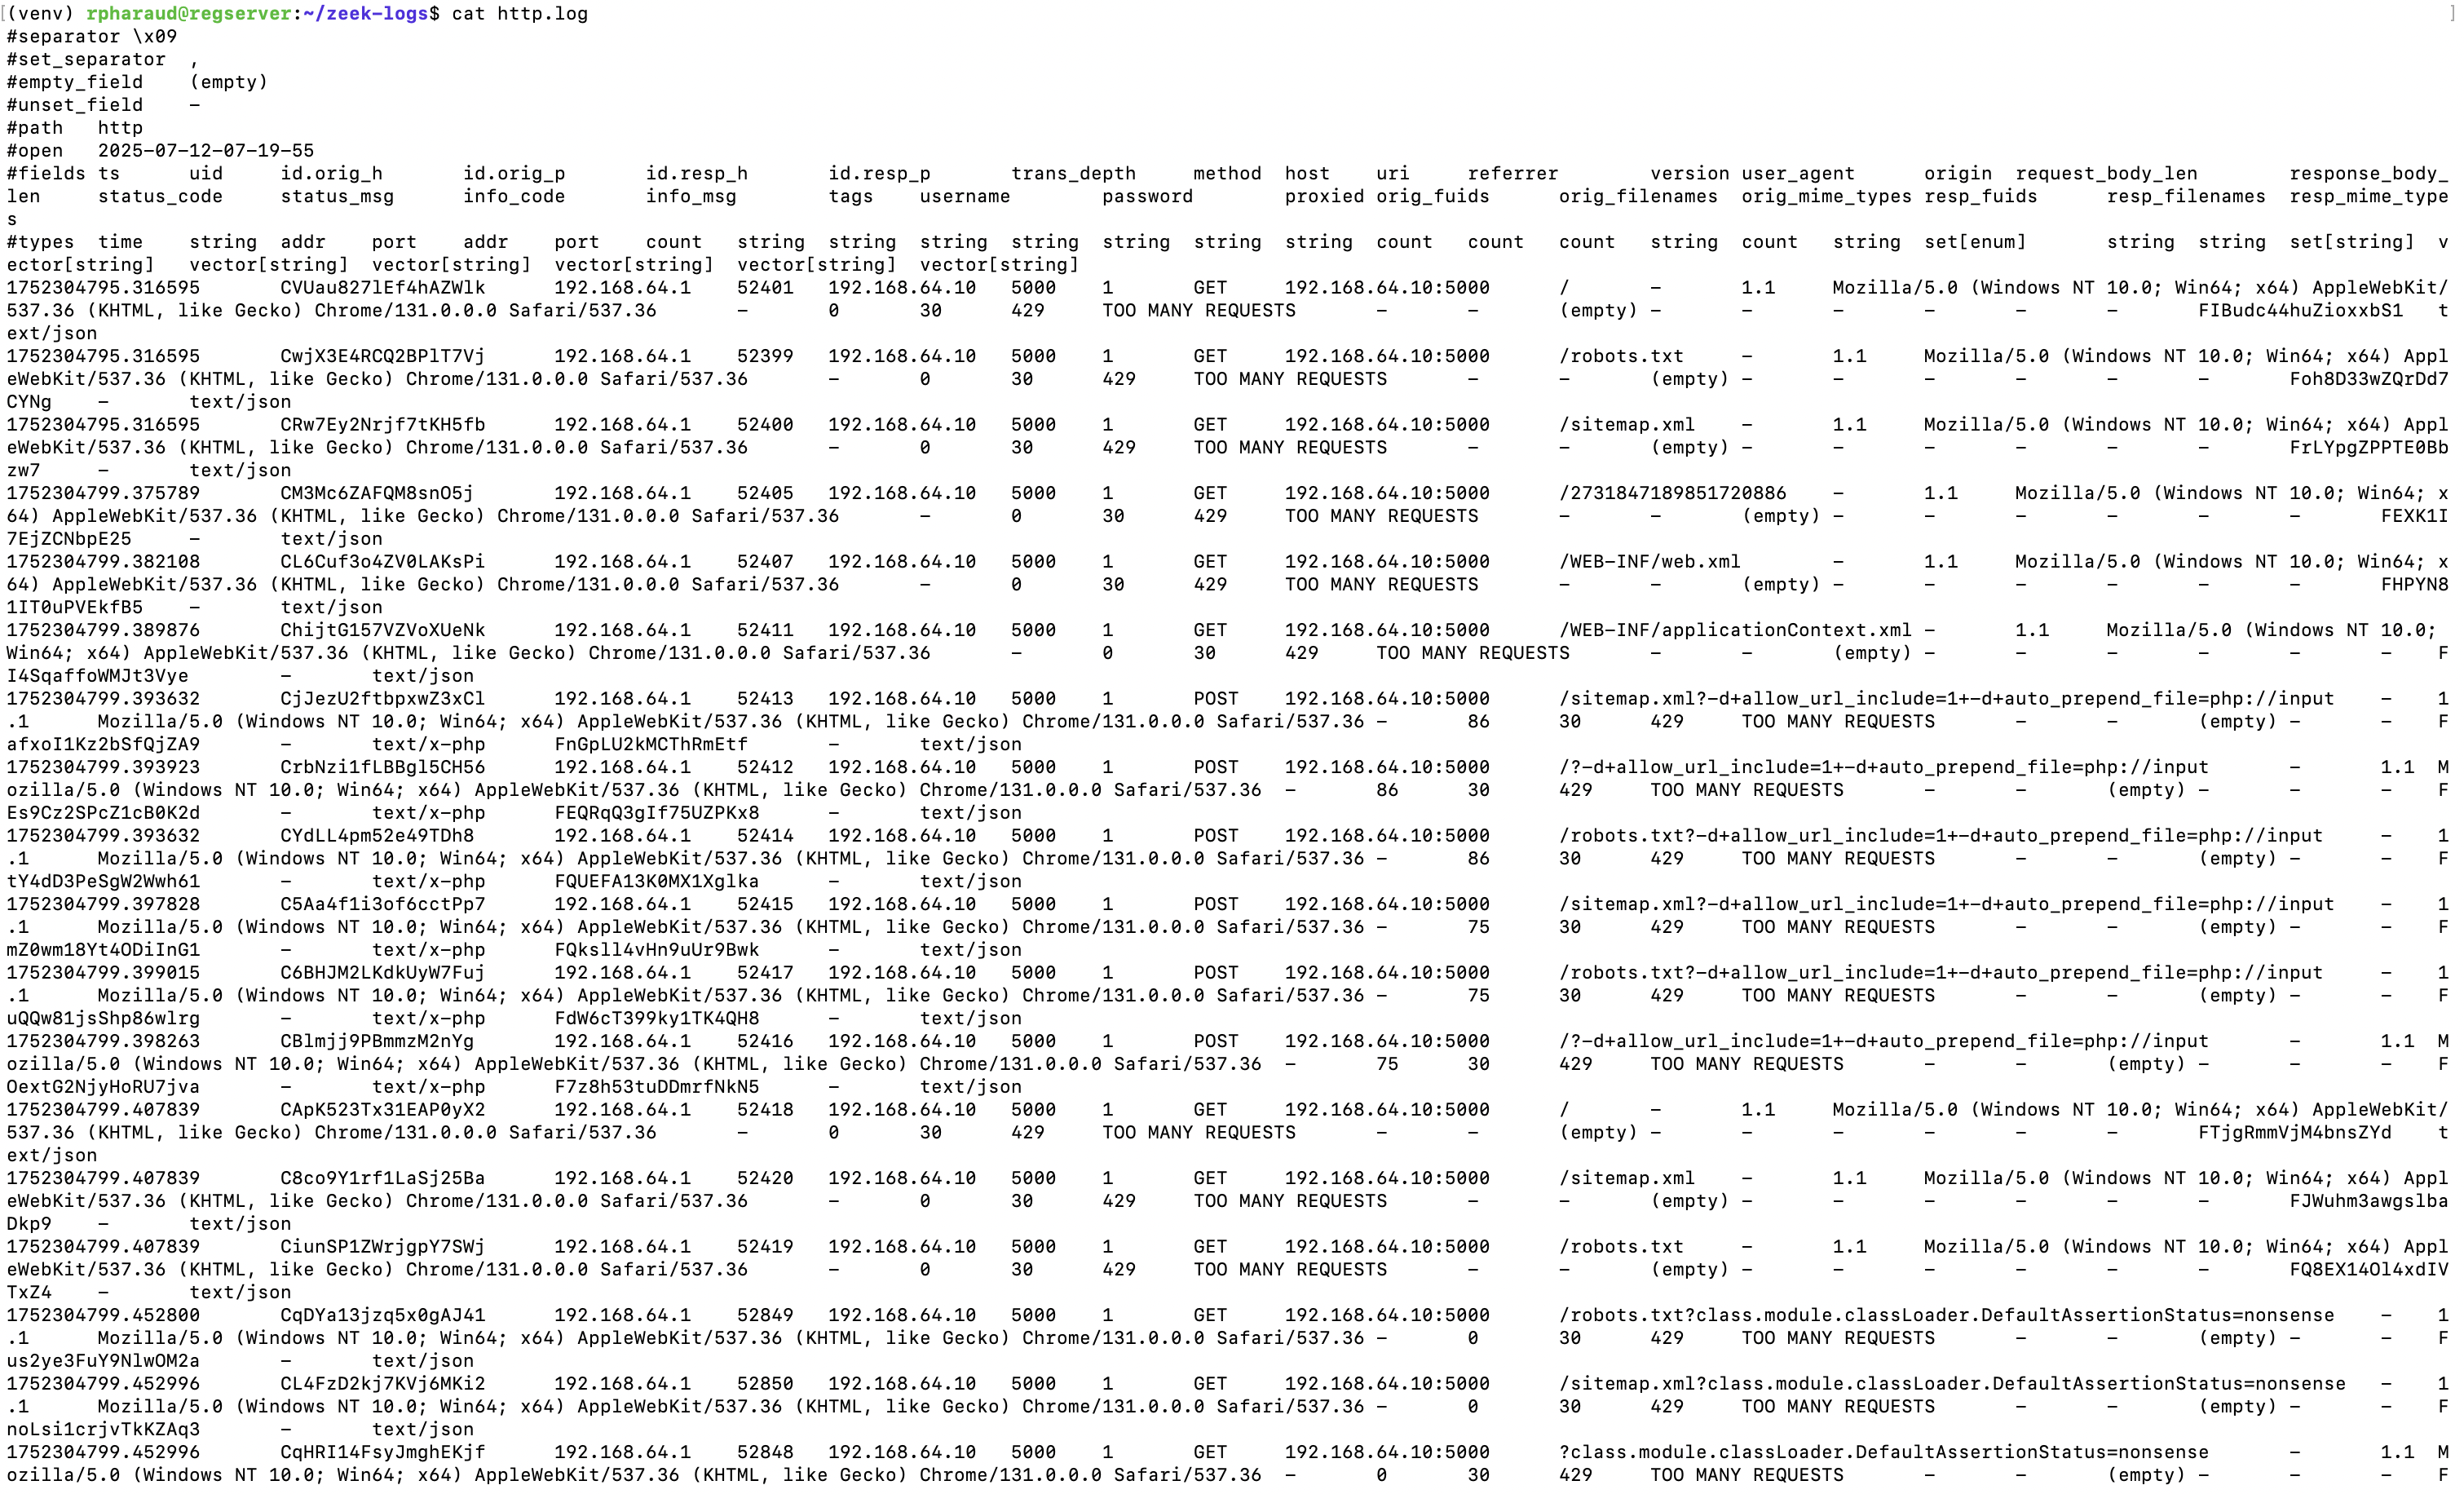 [(venv) rpharaud@regserver:~/zeek-logs$ cat http.log ]
#separator \x09
#set_separator ,
#empty_field (empty)
#unset_field -
#path http
#open 2025-07-12-07-19-55
#fields ts uid id.orig_h id.orig_p id.resp_h id.resp_p trans_depth method host uri referrer version user_agent origin request_body_len response_body_
len status_code status_msg info_code info_msg tags username password proxied orig_fuids orig_filenames orig_mime_types resp_fuids resp_filenames resp_mime_type
s
#types time string addr port addr port count string string string string string string string count count count string count string set[enum] string string set[string] v
ector[string] vector[string] vector[string] vector[string] vector[string] vector[string]
1752304795.316595 CVUau827lEf4hAZWlk 192.168.64.1 52401 192.168.64.10 5000 1 GET 192.168.64.10:5000 / - 1.1 Mozilla/5.0 (Windows NT 10.0; Win64; x64) AppleWebKit/
537.36 (KHTML, like Gecko) Chrome/131.0.0.0 Safari/537.36 - 0 30 429 TOO MANY REQUESTS - - (empty) - - - - - - FIBudc44huZioxxbS1 t
ext/json
1752304795.316595 CwjX3E4RCQ2BPlT7Vj 192.168.64.1 52399 192.168.64.10 5000 1 GET 192.168.64.10:5000 /robots.txt - 1.1 Mozilla/5.0 (Windows NT 10.0; Win64; x64) Appl
eWebKit/537.36 (KHTML, like Gecko) Chrome/131.0.0.0 Safari/537.36 - 0 30 429 TOO MANY REQUESTS - - (empty) - - - - - - Foh8D33wZQrDd7
CYNg - text/json
1752304795.316595 CRw7Ey2Nrjf7tKH5fb 192.168.64.1 52400 192.168.64.10 5000 1 GET 192.168.64.10:5000 /sitemap.xml - 1.1 Mozilla/5.0 (Windows NT 10.0; Win64; x64) Appl
eWebKit/537.36 (KHTML, like Gecko) Chrome/131.0.0.0 Safari/537.36 - 0 30 429 TOO MANY REQUESTS - - (empty) - - - - - - FrLYpgZPPTE0Bb
zw7 - text/json
1752304799.375789 CM3Mc6ZAFQM8snO5j 192.168.64.1 52405 192.168.64.10 5000 1 GET 192.168.64.10:5000 /2731847189851720886 - 1.1 Mozilla/5.0 (Windows NT 10.0; Win64; x
64) AppleWebKit/537.36 (KHTML, like Gecko) Chrome/131.0.0.0 Safari/537.36 - 0 30 429 TOO MANY REQUESTS - - (empty) - - - - - - FEXK1I
7EjZCNbpE25 - text/json
1752304799.382108 CL6Cuf3o4ZV0LAKsPi 192.168.64.1 52407 192.168.64.10 5000 1 GET 192.168.64.10:5000 /WEB-INF/web.xml - 1.1 Mozilla/5.0 (Windows NT 10.0; Win64; x
64) AppleWebKit/537.36 (KHTML, like Gecko) Chrome/131.0.0.0 Safari/537.36 - 0 30 429 TOO MANY REQUESTS - - (empty) - - - - - - FHPYN8
1IT0uPVEkfB5 - text/json
1752304799.389876 ChijtG157VZVoXUeNk 192.168.64.1 52411 192.168.64.10 5000 1 GET 192.168.64.10:5000 /WEB-INF/applicationContext.xml - 1.1 Mozilla/5.0 (Windows NT 10.0;
Win64; x64) AppleWebKit/537.36 (KHTML, like Gecko) Chrome/131.0.0.0 Safari/537.36 - 0 30 429 TOO MANY REQUESTS - - (empty) - - - - - - F
I4SqaffoWMJt3Vye - text/json
1752304799.393632 CjJezU2ftbpxwZ3xCl 192.168.64.1 52413 192.168.64.10 5000 1 POST 192.168.64.10:5000 /sitemap.xml?-d+allow_url_include=1+-d+auto_prepend_file=php://input - 1
.1 Mozilla/5.0 (Windows NT 10.0; Win64; x64) AppleWebKit/537.36 (KHTML, like Gecko) Chrome/131.0.0.0 Safari/537.36 - 86 30 429 TOO MANY REQUESTS - - (empty) - - F
afxoI1Kz2bSfQjZA9 - text/x-php FnGpLU2kMCThRmEtf - text/json
1752304799.393923 CrbNzi1fLBBgl5CH56 192.168.64.1 52412 192.168.64.10 5000 1 POST 192.168.64.10:5000 /?-d+allow_url_include=1+-d+auto_prepend_file=php://input - 1.1 M
ozilla/5.0 (Windows NT 10.0; Win64; x64) AppleWebKit/537.36 (KHTML, like Gecko) Chrome/131.0.0.0 Safari/537.36 - 86 30 429 TOO MANY REQUESTS - - (empty) - - - F
Es9Cz2SPcZ1cB0K2d - text/x-php FEQRqQ3gIf75UZPKx8 - text/json
1752304799.393632 CYdLL4pm52e49TDh8 192.168.64.1 52414 192.168.64.10 5000 1 POST 192.168.64.10:5000 /robots.txt?-d+allow_url_include=1+-d+auto_prepend_file=php://input - 1
.1 Mozilla/5.0 (Windows NT 10.0; Win64; x64) AppleWebKit/537.36 (KHTML, like Gecko) Chrome/131.0.0.0 Safari/537.36 - 86 30 429 TOO MANY REQUESTS - - (empty) - - F
tY4dD3PeSgW2Wwh61 - text/x-php FQUEFA13K0MX1Xglka - text/json
1752304799.397828 C5Aa4f1i3of6cctPp7 192.168.64.1 52415 192.168.64.10 5000 1 POST 192.168.64.10:5000 /sitemap.xml?-d+allow_url_include=1+-d+auto_prepend_file=php://input - 1
.1 Mozilla/5.0 (Windows NT 10.0; Win64; x64) AppleWebKit/537.36 (KHTML, like Gecko) Chrome/131.0.0.0 Safari/537.36 - 75 30 429 TOO MANY REQUESTS - - (empty) - - F
mZ0wm18Yt4ODiInG1 - text/x-php FQksll4vHn9uUr9Bwk - text/json
1752304799.399015 C6BHJM2LKdkUyW7Fuj 192.168.64.1 52417 192.168.64.10 5000 1 POST 192.168.64.10:5000 /robots.txt?-d+allow_url_include=1+-d+auto_prepend_file=php://input - 1
.1 Mozilla/5.0 (Windows NT 10.0; Win64; x64) AppleWebKit/537.36 (KHTML, like Gecko) Chrome/131.0.0.0 Safari/537.36 - 75 30 429 TOO MANY REQUESTS - - (empty) - - F
uQQw81jsShp86wlrg - text/x-php FdW6cT399ky1TK4QH8 - text/json
1752304799.398263 CBlmjj9PBmmzM2nYg 192.168.64.1 52416 192.168.64.10 5000 1 POST 192.168.64.10:5000 /?-d+allow_url_include=1+-d+auto_prepend_file=php://input - 1.1 M
ozilla/5.0 (Windows NT 10.0; Win64; x64) AppleWebKit/537.36 (KHTML, like Gecko) Chrome/131.0.0.0 Safari/537.36 - 75 30 429 TOO MANY REQUESTS - - (empty) - - - F
OextG2NjyHoRU7jva - text/x-php F7z8h53tuDDmrfNkN5 - text/json
1752304799.407839 CApK523Tx31EAP0yX2 192.168.64.1 52418 192.168.64.10 5000 1 GET 192.168.64.10:5000 / - 1.1 Mozilla/5.0 (Windows NT 10.0; Win64; x64) AppleWebKit/
537.36 (KHTML, like Gecko) Chrome/131.0.0.0 Safari/537.36 - 0 30 429 TOO MANY REQUESTS - - (empty) - - - - - - FTjgRmmVjM4bnsZYd t
ext/json
1752304799.407839 C8co9Y1rf1LaSj25Ba 192.168.64.1 52420 192.168.64.10 5000 1 GET 192.168.64.10:5000 /sitemap.xml - 1.1 Mozilla/5.0 (Windows NT 10.0; Win64; x64) Appl
eWebKit/537.36 (KHTML, like Gecko) Chrome/131.0.0.0 Safari/537.36 - 0 30 429 TOO MANY REQUESTS - - (empty) - - - - - - FJWuhm3awgslba
Dkp9 - text/json
1752304799.407839 CiunSP1ZWrjgpY7SWj 192.168.64.1 52419 192.168.64.10 5000 1 GET 192.168.64.10:5000 /robots.txt - 1.1 Mozilla/5.0 (Windows NT 10.0; Win64; x64) Appl
eWebKit/537.36 (KHTML, like Gecko) Chrome/131.0.0.0 Safari/537.36 - 0 30 429 TOO MANY REQUESTS - - (empty) - - - - - - FQ8EX14Ol4xdIV
TxZ4 - text/json
1752304799.452800 CqDYa13jzq5x0gAJ41 192.168.64.1 52849 192.168.64.10 5000 1 GET 192.168.64.10:5000 /robots.txt?class.module.classLoader.DefaultAssertionStatus=nonsense - 1
.1 Mozilla/5.0 (Windows NT 10.0; Win64; x64) AppleWebKit/537.36 (KHTML, like Gecko) Chrome/131.0.0.0 Safari/537.36 - 0 30 429 TOO MANY REQUESTS - - (empty) - - F
us2ye3FuY9NlwOM2a - text/json
1752304799.452996 CL4FzD2kj7KVj6MKi2 192.168.64.1 52850 192.168.64.10 5000 1 GET 192.168.64.10:5000 /sitemap.xml?class.module.classLoader.DefaultAssertionStatus=nonsense - 1
.1 Mozilla/5.0 (Windows NT 10.0; Win64; x64) AppleWebKit/537.36 (KHTML, like Gecko) Chrome/131.0.0.0 Safari/537.36 - 0 30 429 TOO MANY REQUESTS - - (empty) - - F
noLsi1crjvTkKZAq3 - text/json
1752304799.452996 CqHRI14FsyJmghEKjf 192.168.64.1 52848 192.168.64.10 5000 1 GET 192.168.64.10:5000 ?class.module.classLoader.DefaultAssertionStatus=nonsense - 1.1 M
ozilla/5.0 (Windows NT 10.0; Win64; x64) AppleWebKit/537.36 (KHTML, like Gecko) Chrome/131.0.0.0 Safari/537.36 - 0 30 429 TOO MANY REQUESTS - - (empty) - - - F